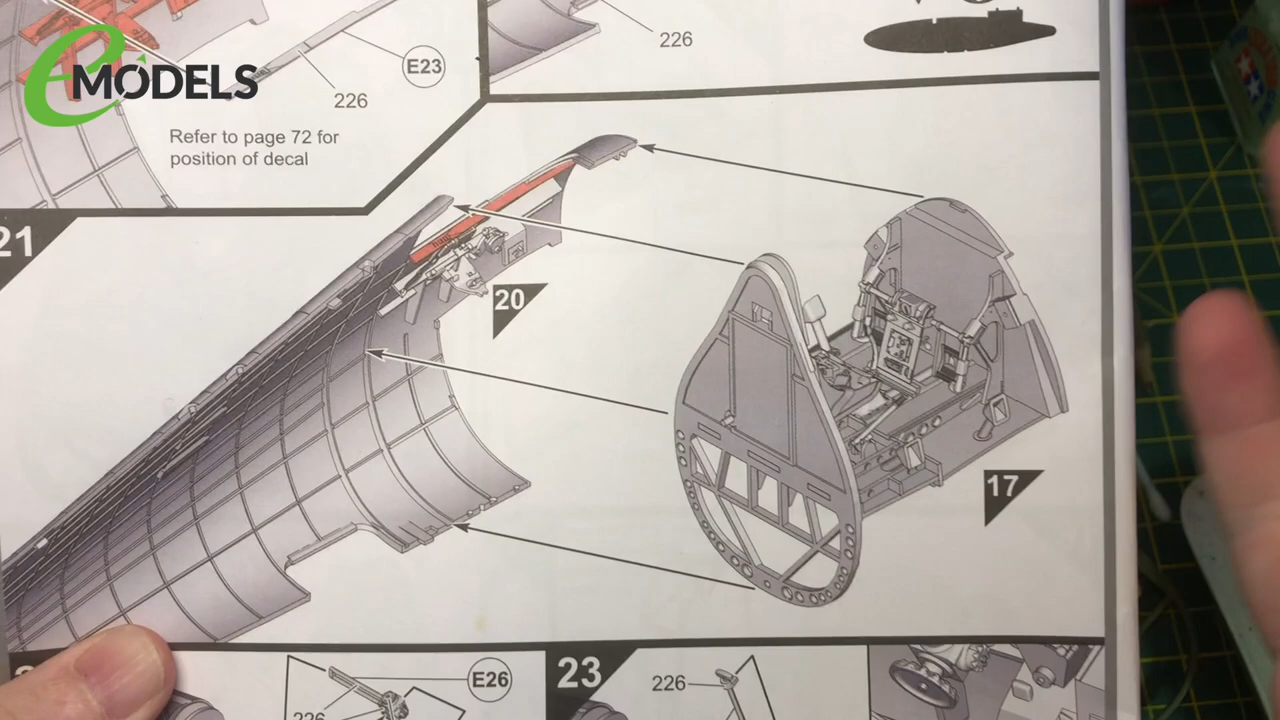 eMODELS
226
E23
226
Refer to page 72 for
position of decal
21
20
17
E26
226
23
226